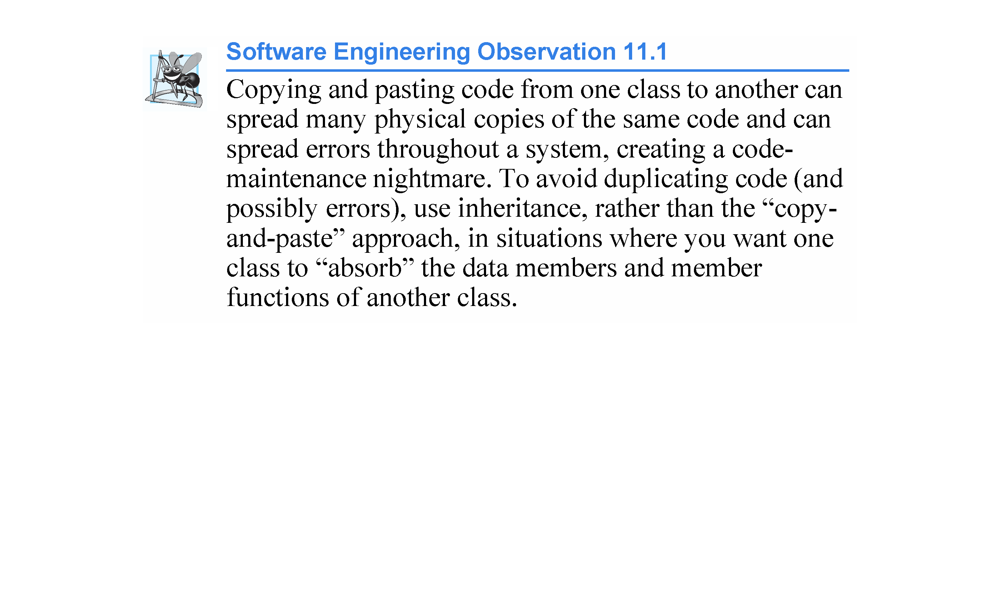 Software Engineering Observation 11.1
Copying and pasting code from one class to another can
spread many physical copies of the same code and can
spread errors throughout a system, creating a code-
maintenance nightmare. To avoid duplicating code (and
possibly errors), use inheritance, rather than the “copy-
and-paste” approach, in situations where you want one
class to “absorb” the data members and member
functions of another class.